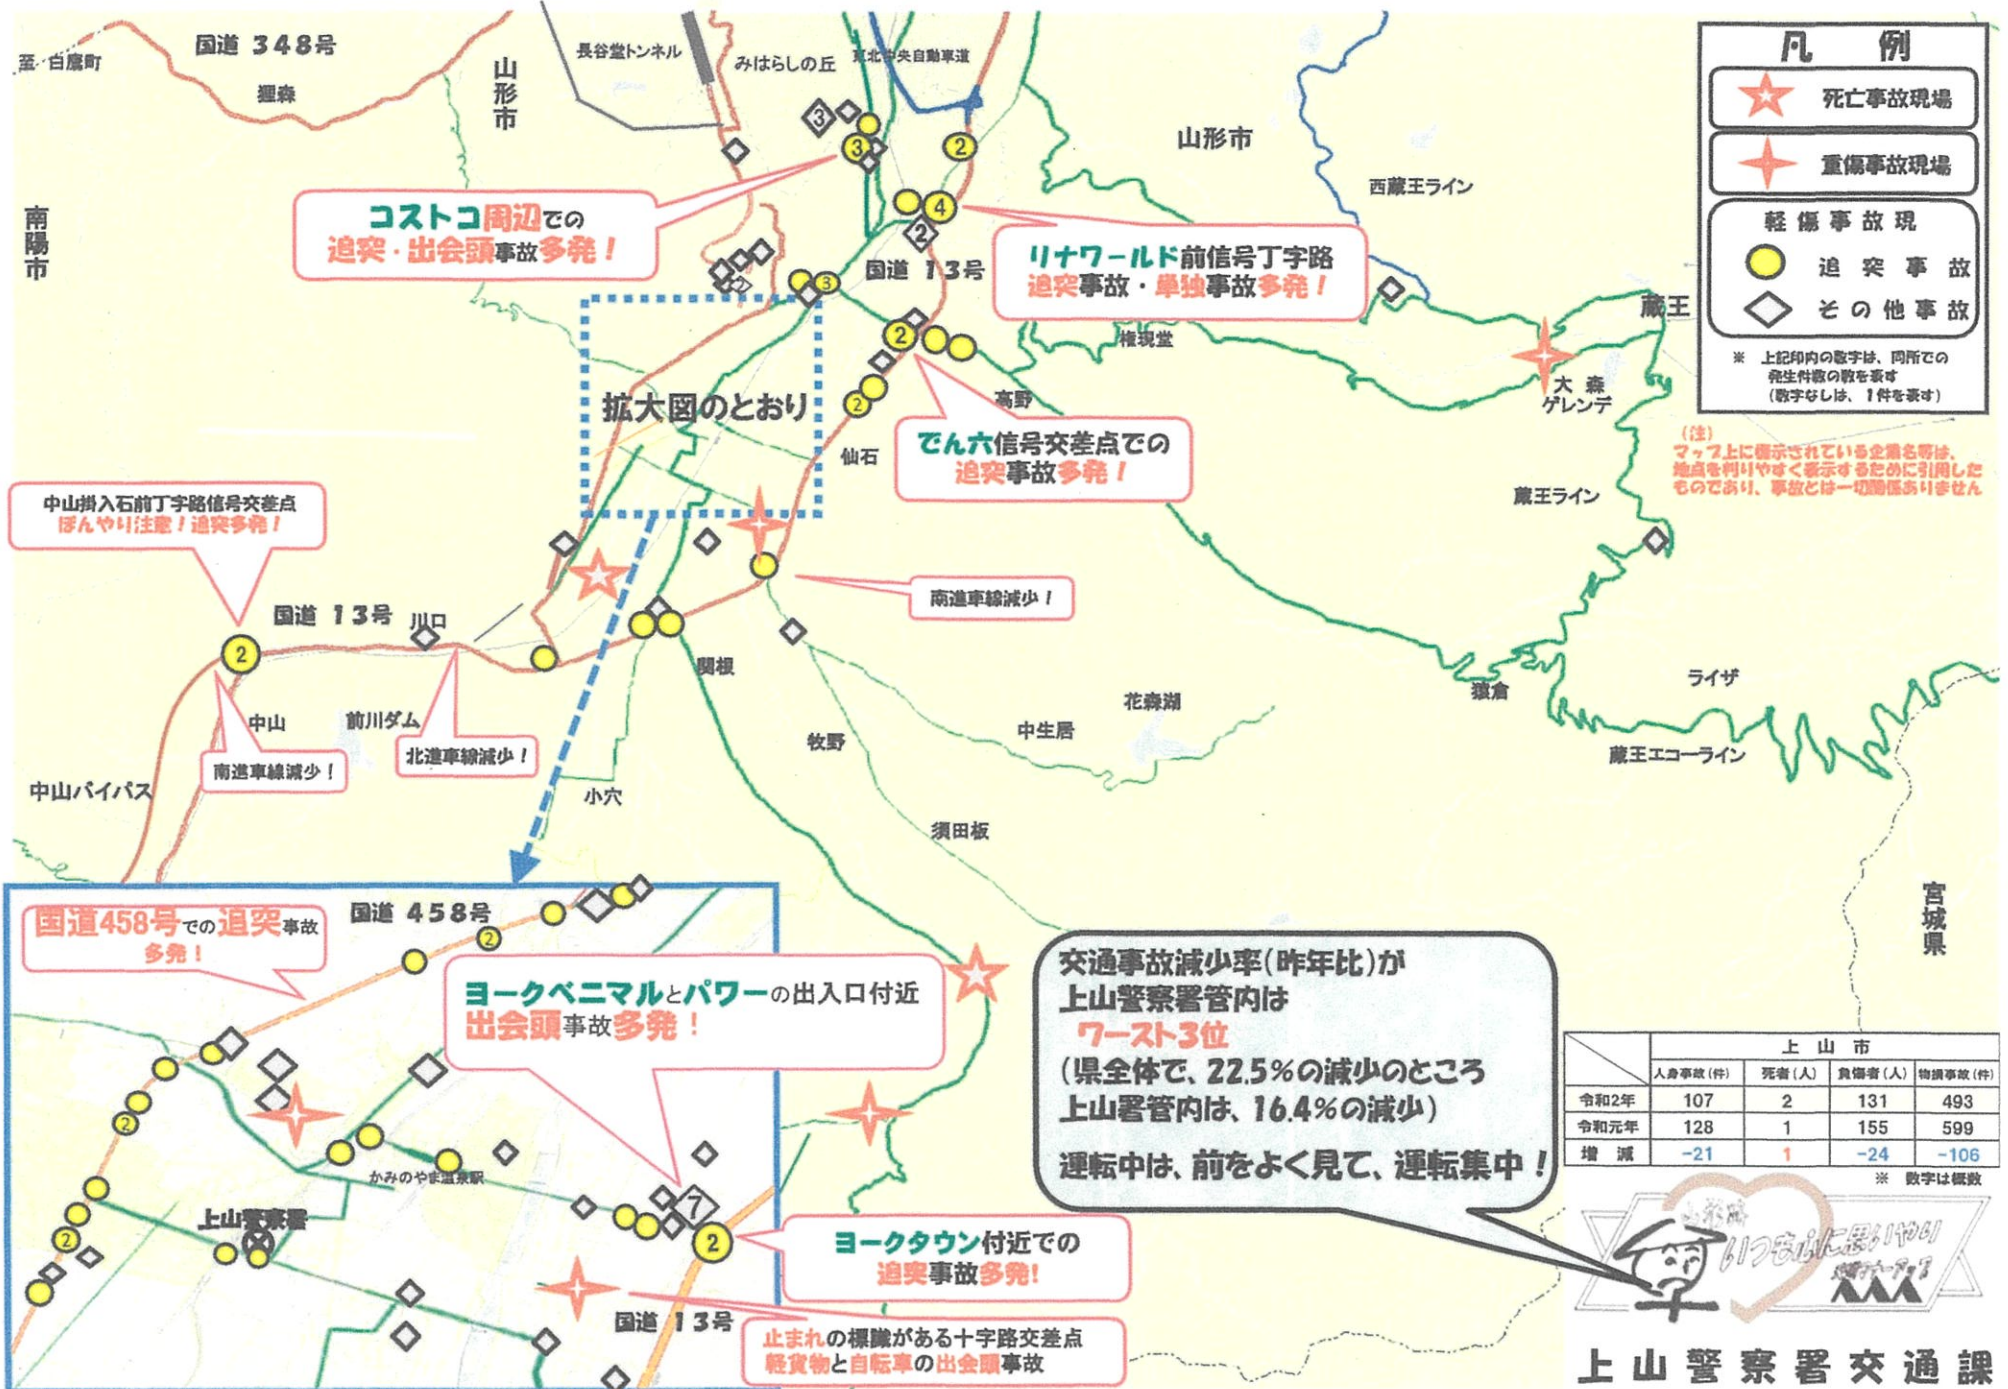 国道 348号
至 白鷹町
狸森
山形市
長谷堂トンネル
みはらしの丘
東北中央自動車道
山形市
西蔵王ライン
南陽市
3
3
2
4
2
コストコ周辺での
追突・出会頭事故多発！
国道 13号
リナワールド前信号丁字路
追突事故・単独事故多発！
3
2
権現堂
蔵王
大森
ゲレンデ
2
2
高野
拡大図のとおり
仙石
でん六信号交差点での
追突事故多発！
蔵王ライン
凡 例
死亡事故現場
重傷事故現場
軽傷事故現
追突事故
その他事故
※ 上記印内の数字は、同所での
発生件数の数を表す
（数字なしは、1件を表す）
（注）
マップ上に標示されている企業名等は、
地点を判りやすく表示するために引用した
ものであり、事故とは一切関係ありません
中山掛入石前丁字路信号交差点
ぼんやり注意！追突多発！
国道 13号
川口
2
南進車線減少！
関根
中山
前川ダム
南進車線減少！
北進車線減少！
中山バイパス
小穴
牧野
中生居
花森湖
須田板
猿倉
ライザ
蔵王エコーライン
宮城県
国道458号での追突事故
多発！
国道 458号
2
ヨークベニマルとパワーの出入口付近
出会頭事故多発！
2
かみのやま温泉駅
上山警察署
7
2
2
ヨークタウン付近での
追突事故多発!
国道 13号
止まれの標識がある十字路交差点
軽貨物と自転車の出会頭事故
交通事故減少率(昨年比)が
上山警察署管内は
ワースト3位
(県全体で、22.5%の減少のところ
上山署管内は、16.4%の減少)
運転中は、前をよく見て、運転集中！
上山市
人身事故(件) 死者(人) 負傷者(人) 物損事故(件)
令和2年 107 2 131 493
令和元年 128 1 155 599
増減 -21 1 -24 -106
※ 数字は概数
いつも心に思いやり
上山警察署交通課